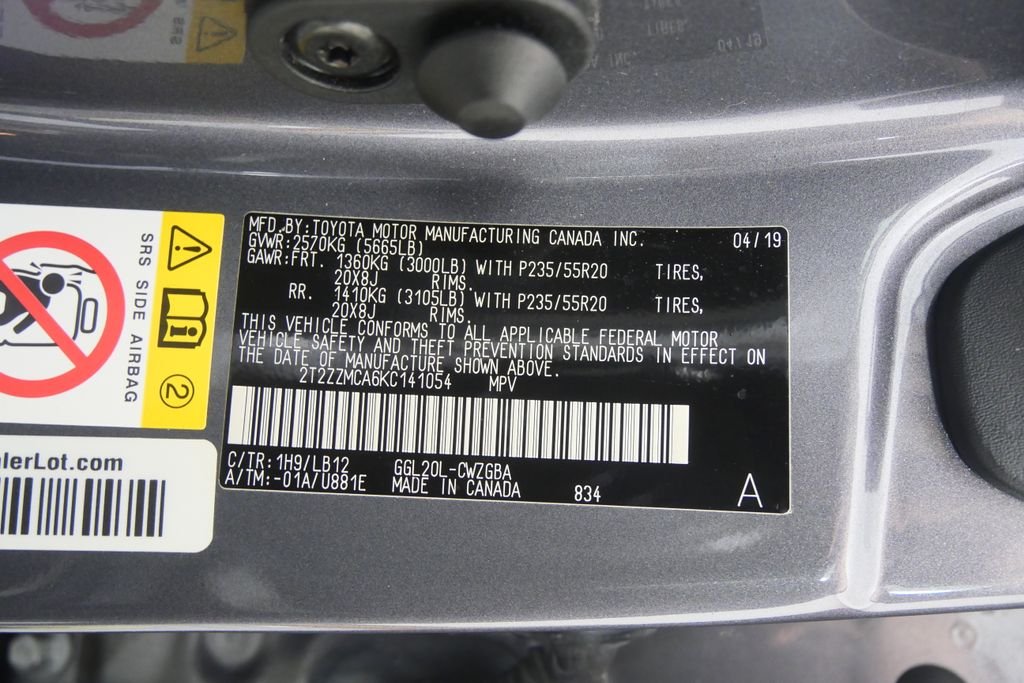 04/19
MFD.BY:TOYOTA MOTOR MANUFACTURING CANADA INC. 04/19
GVWR:2570KG (5665LB)
GAWR:FRT. 1360KG (3000LB) WITH P235/55R20 TIRES,
20X8J RIMS.
RR. 1410KG (3105LB) WITH P235/55R20 TIRES,
20X8J RIMS.
THIS VEHICLE CONFORMS TO ALL APPLICABLE FEDERAL MOTOR
VEHICLE SAFETY AND THEFT PREVENTION STANDARDS IN EFFECT ON
THE DATE OF MANUFACTURE SHOWN ABOVE.
2T2ZZMCA6KC141054 MPV
C/TR:1H9/LB12 GGL20L-CWZGBA
A/TM:-01A/U881E MADE IN CANADA 834 A
SRS SIDE AIRBAG
2
lerLot.com